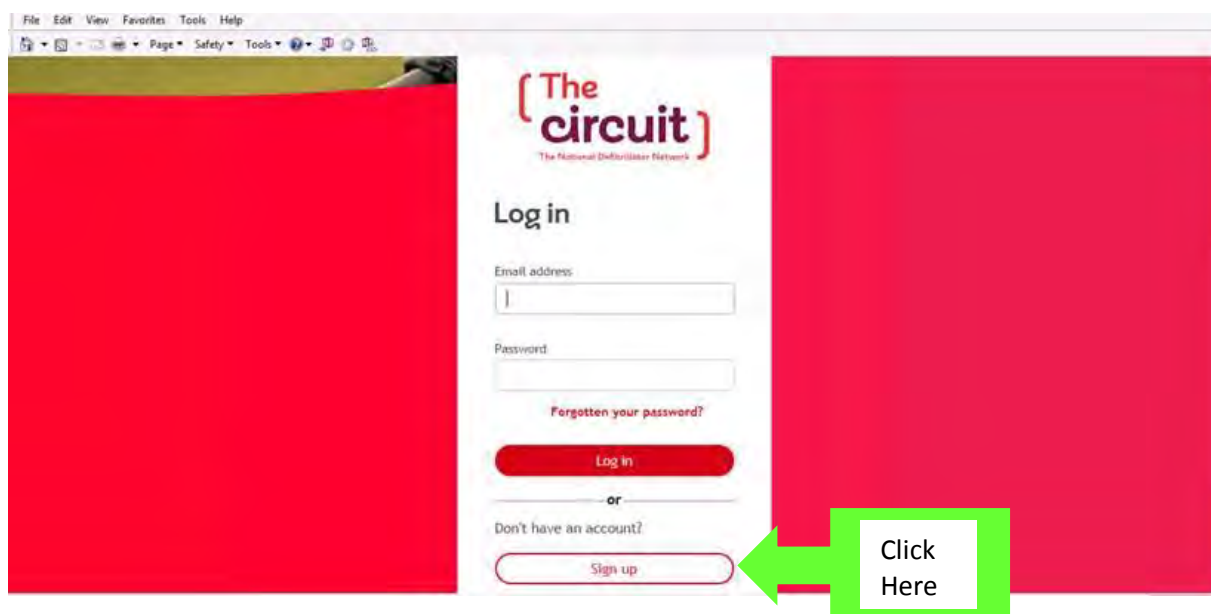 File Edit View Favorites Tools Help
Page Safety Tools
The
circuit
The National Defibrillator Network
Log in
Email address
Password
Forgotten your password?
Log in
or
Don't have an account?
Sign up
Click
Here